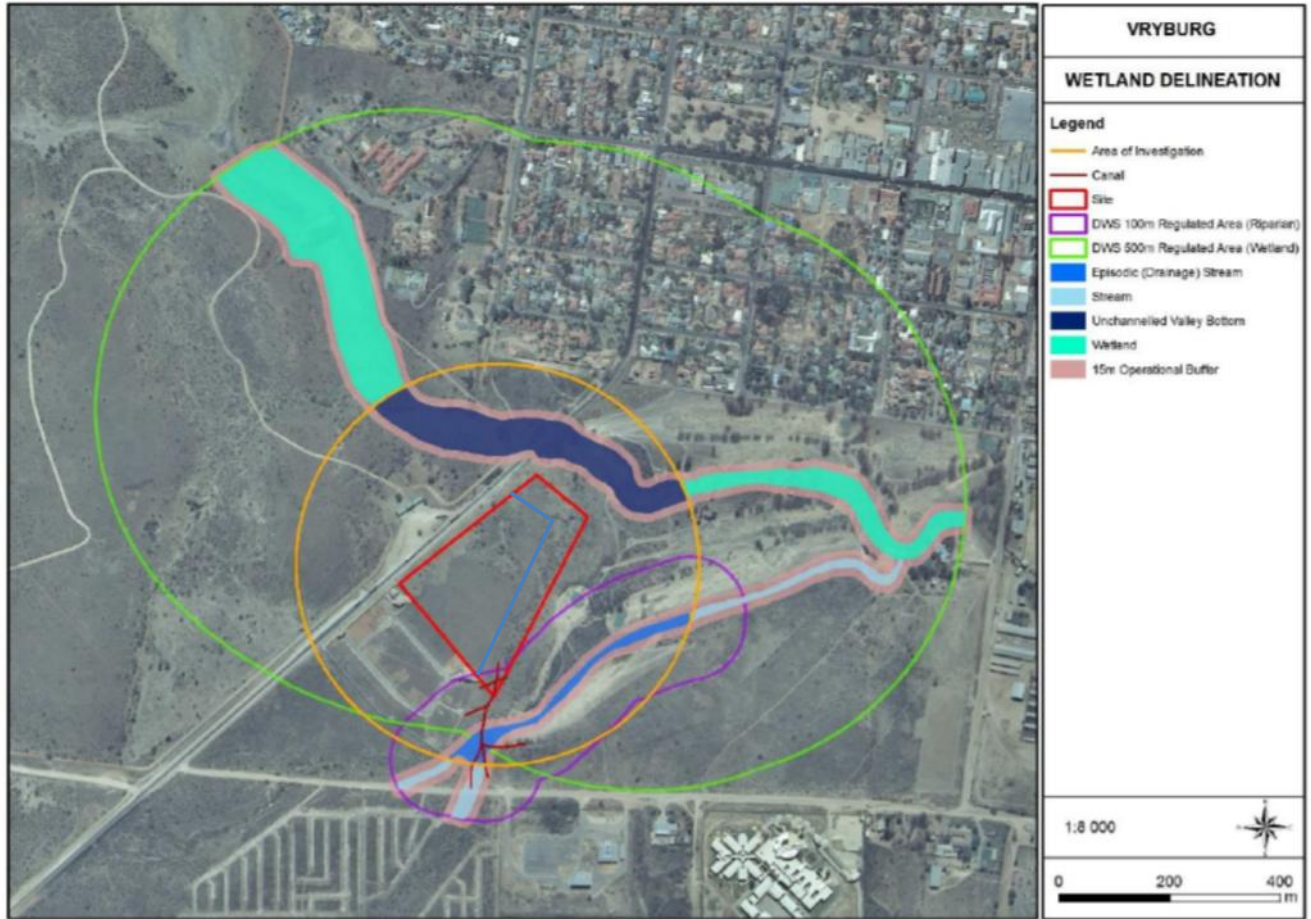 VRYBURG
WETLAND DELINEATION
Legend
Area of Investigation
Canal
Site
DWS 100m Regulated Area (Riparian)
DWS 500m Regulated Area (Wetland)
Episodic (Drainage) Stream
Stream
Unchannelled Valley Bottom
Wetland
15m Operational Buffer
1:8 000
0 200 400
m